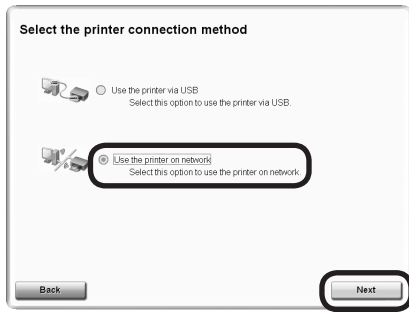 Select the printer connection method
Use the printer via USB
Select this option to use the printer via USB.
Use the printer on network
Select this option to use the printer on network.
Back
Next